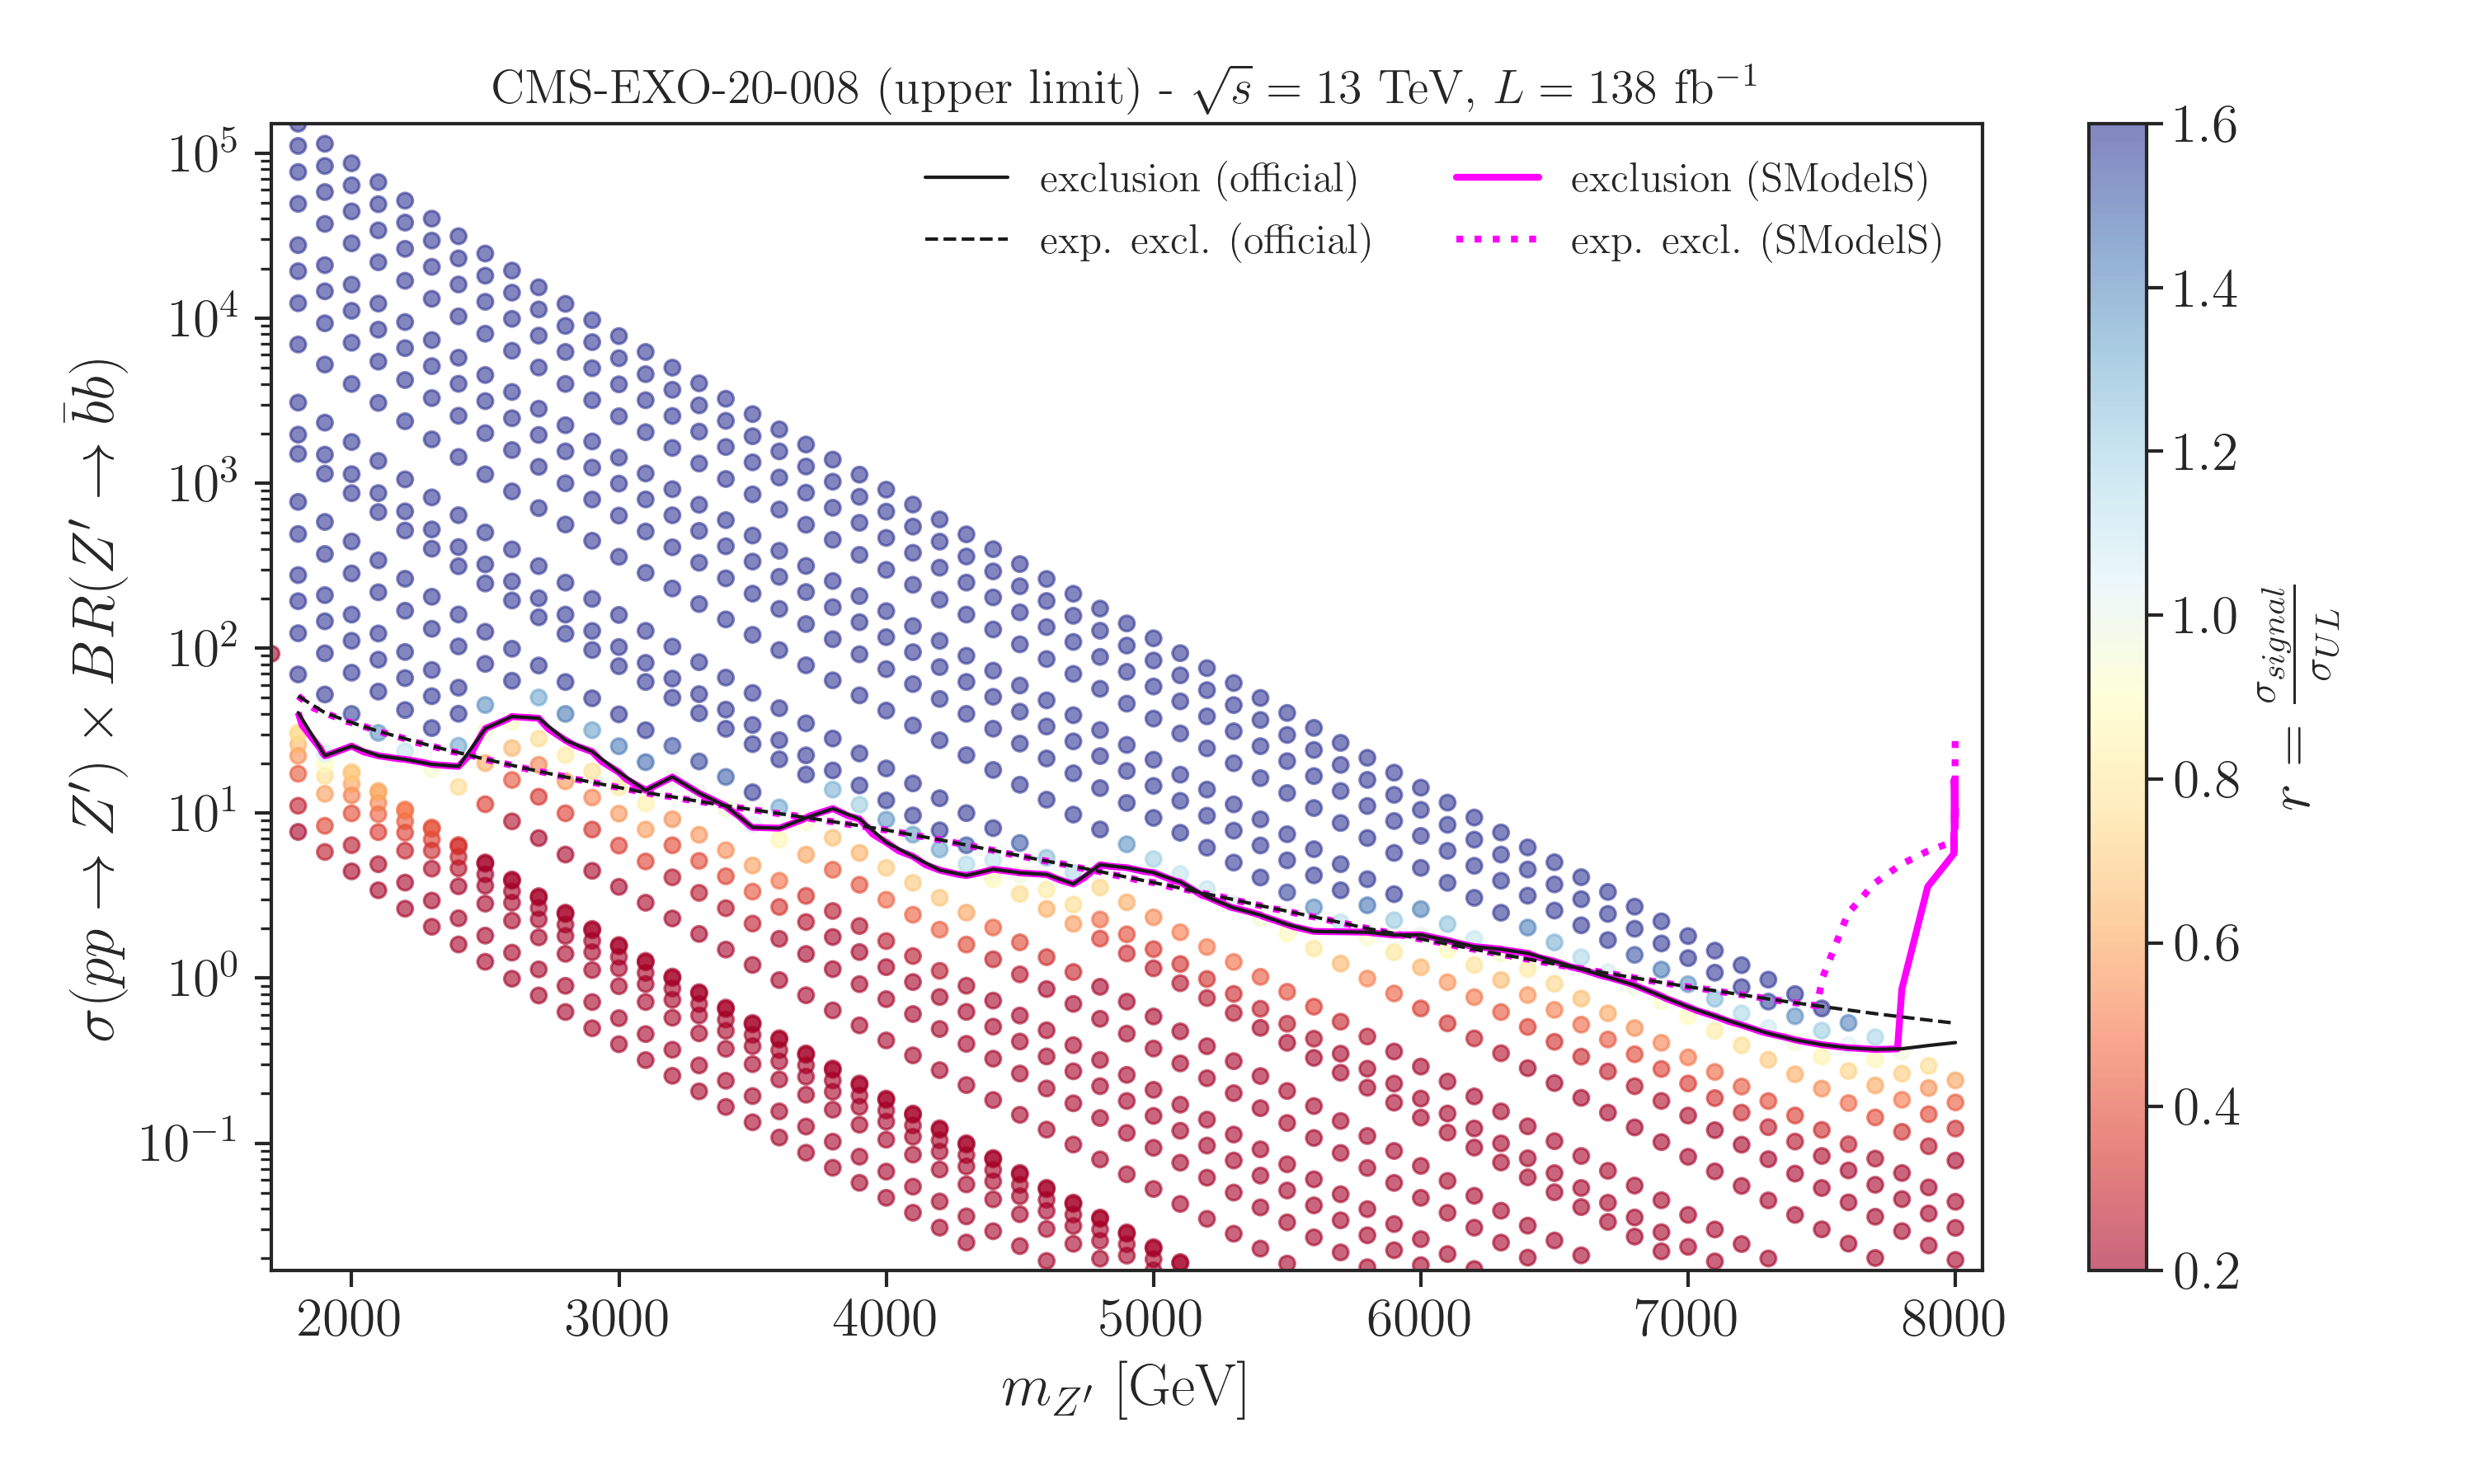 CMS-EXO-20-008 (upper limit) - √s = 13 TeV, L = 138 fb⁻¹
exclusion (official)
exp. excl. (official)
exclusion (SModelS)
exp. excl. (SModelS)
σ(pp → Z′) × BR(Z′ → b̄b)
10⁵
10⁴
10³
10²
10¹
10⁰
10⁻¹
2000 3000 4000 5000 6000 7000 8000
m_Z′ [GeV]
1.6
1.4
1.2
1.0
0.8
0.6
0.4
0.2
r = σ_signal / σ_UL